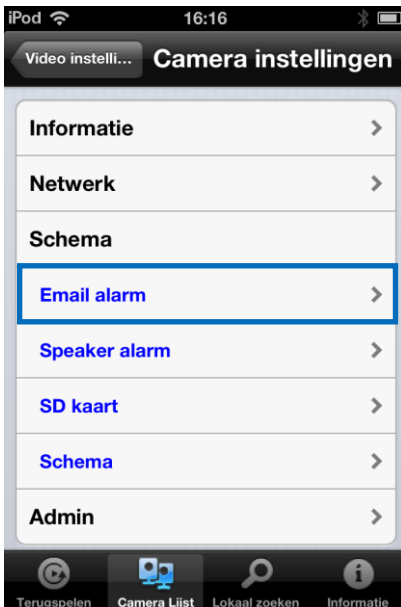 iPod 16:16
Video instelli... Camera instellingen
Informatie
Netwerk
Schema
Email alarm
Speaker alarm
SD kaart
Schema
Admin
Terugspelen Camera Lijst Lokaal zoeken Informatie